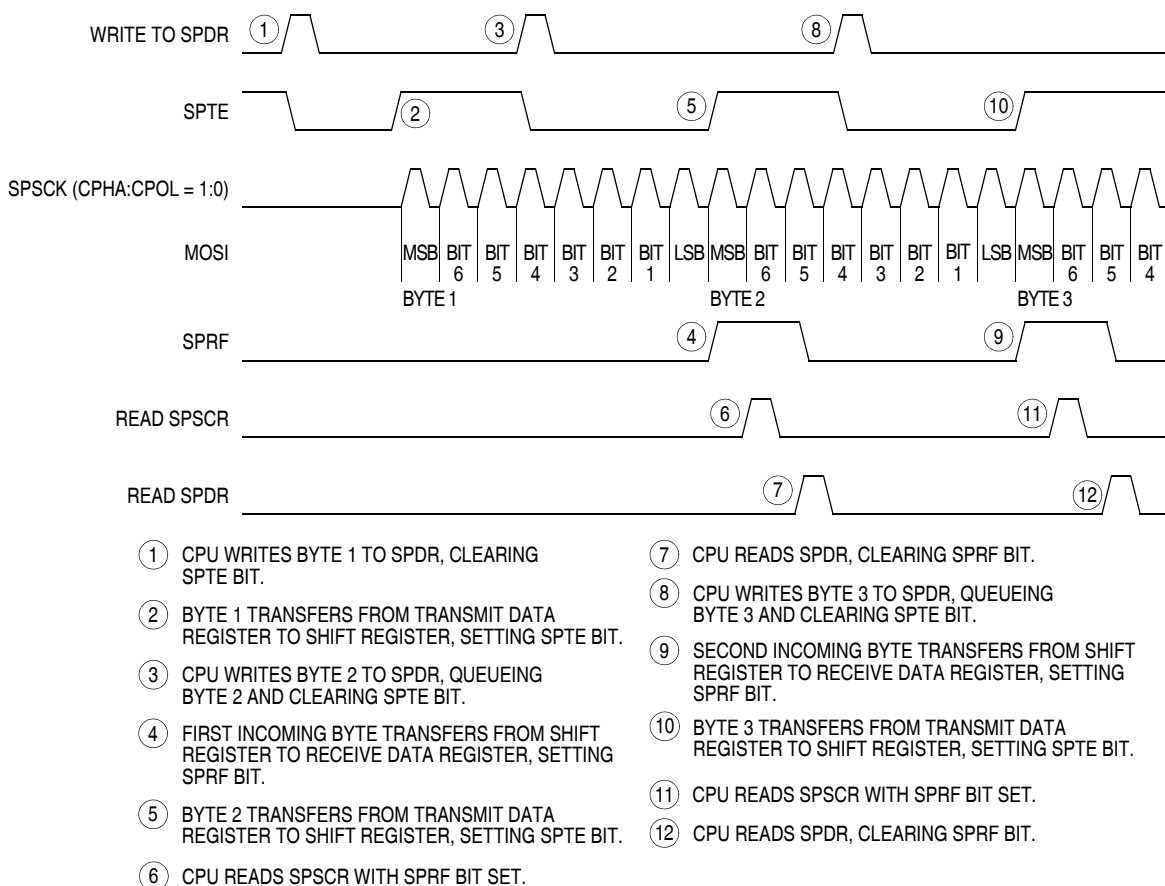 WRITE TO SPDR 1 3 8
SPTE 2 5 10
SPSCK (CPHA:CPOL = 1:0)
MOSI MSB BIT 6 BIT 5 BIT 4 BIT 3 BIT 2 BIT 1 LSB MSB BIT 6 BIT 5 BIT 4 BIT 3 BIT 2 BIT 1 LSB MSB BIT 6 BIT 5 BIT 4
BYTE 1 BYTE 2 BYTE 3
SPRF 4 9
READ SPSCR 6 11
READ SPDR 7 12
1 CPU WRITES BYTE 1 TO SPDR, CLEARING
SPTE BIT.
2 BYTE 1 TRANSFERS FROM TRANSMIT DATA
REGISTER TO SHIFT REGISTER, SETTING SPTE BIT.
3 CPU WRITES BYTE 2 TO SPDR, QUEUEING
BYTE 2 AND CLEARING SPTE BIT.
4 FIRST INCOMING BYTE TRANSFERS FROM SHIFT
REGISTER TO RECEIVE DATA REGISTER, SETTING
SPRF BIT.
5 BYTE 2 TRANSFERS FROM TRANSMIT DATA
REGISTER TO SHIFT REGISTER, SETTING SPTE BIT.
6 CPU READS SPSCR WITH SPRF BIT SET.
7 CPU READS SPDR, CLEARING SPRF BIT.
8 CPU WRITES BYTE 3 TO SPDR, QUEUEING
BYTE 3 AND CLEARING SPTE BIT.
9 SECOND INCOMING BYTE TRANSFERS FROM SHIFT
REGISTER TO RECEIVE DATA REGISTER, SETTING
SPRF BIT.
10 BYTE 3 TRANSFERS FROM TRANSMIT DATA
REGISTER TO SHIFT REGISTER, SETTING SPTE BIT.
11 CPU READS SPSCR WITH SPRF BIT SET.
12 CPU READS SPDR, CLEARING SPRF BIT.